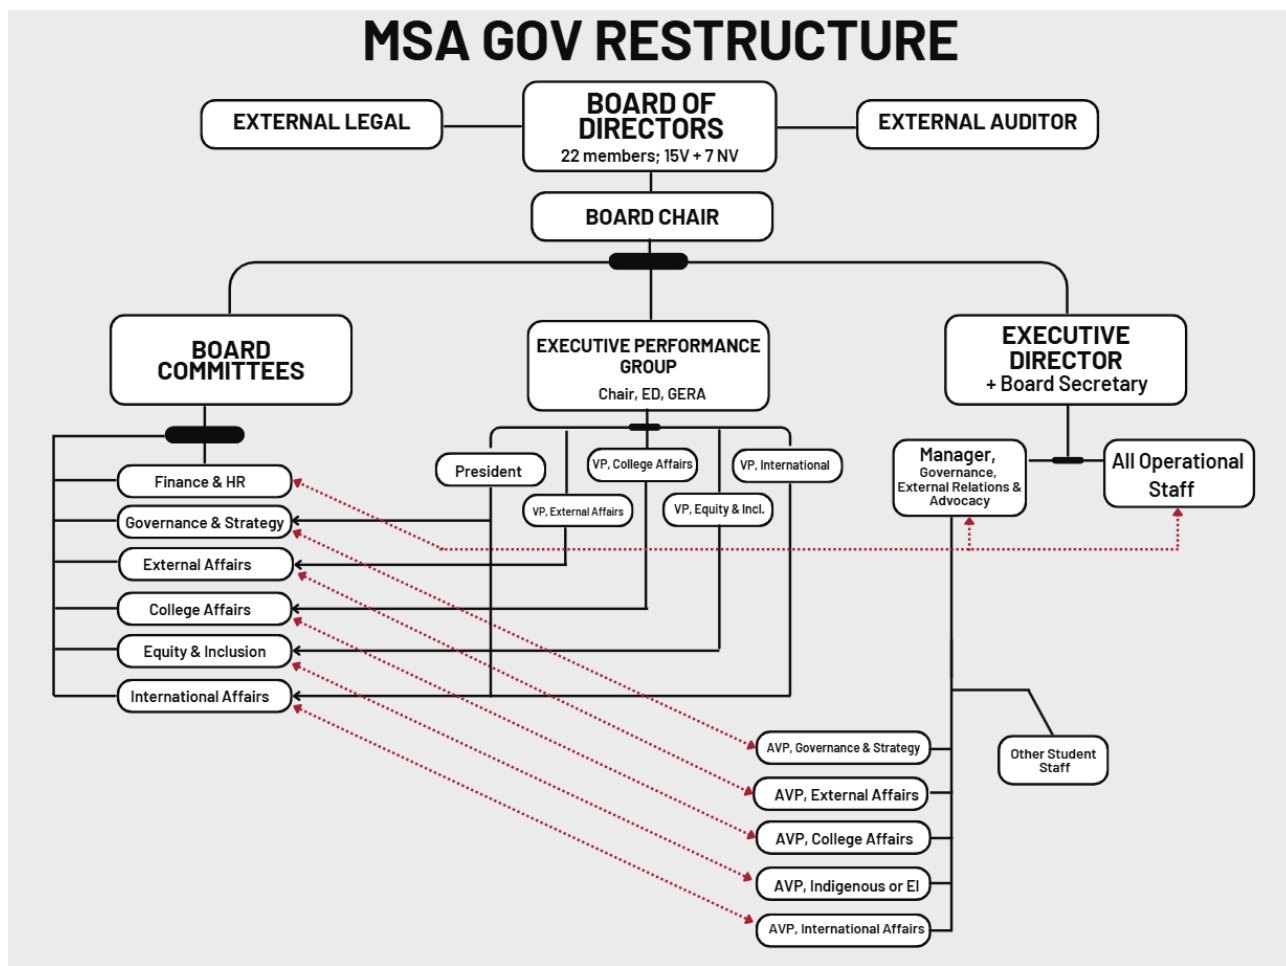 MSA GOV RESTRUCTURE
EXTERNAL LEGAL
BOARD OF
DIRECTORS
22 members; 15V + 7 NV
EXTERNAL AUDITOR
BOARD CHAIR
BOARD
COMMITTEES
EXECUTIVE PERFORMANCE
GROUP
Chair, ED, GERA
EXECUTIVE
DIRECTOR
+ Board Secretary
President
VP, External Affairs
VP, College Affairs
VP, Equity & Incl.
VP, International
Manager,
Governance,
External Relations &
Advocacy
All Operational
Staff
Finance & HR
Governance & Strategy
External Affairs
College Affairs
Equity & Inclusion
International Affairs
AVP, Governance & Strategy
AVP, External Affairs
AVP, College Affairs
AVP, Indigenous or EI
AVP, International Affairs
Other Student
Staff